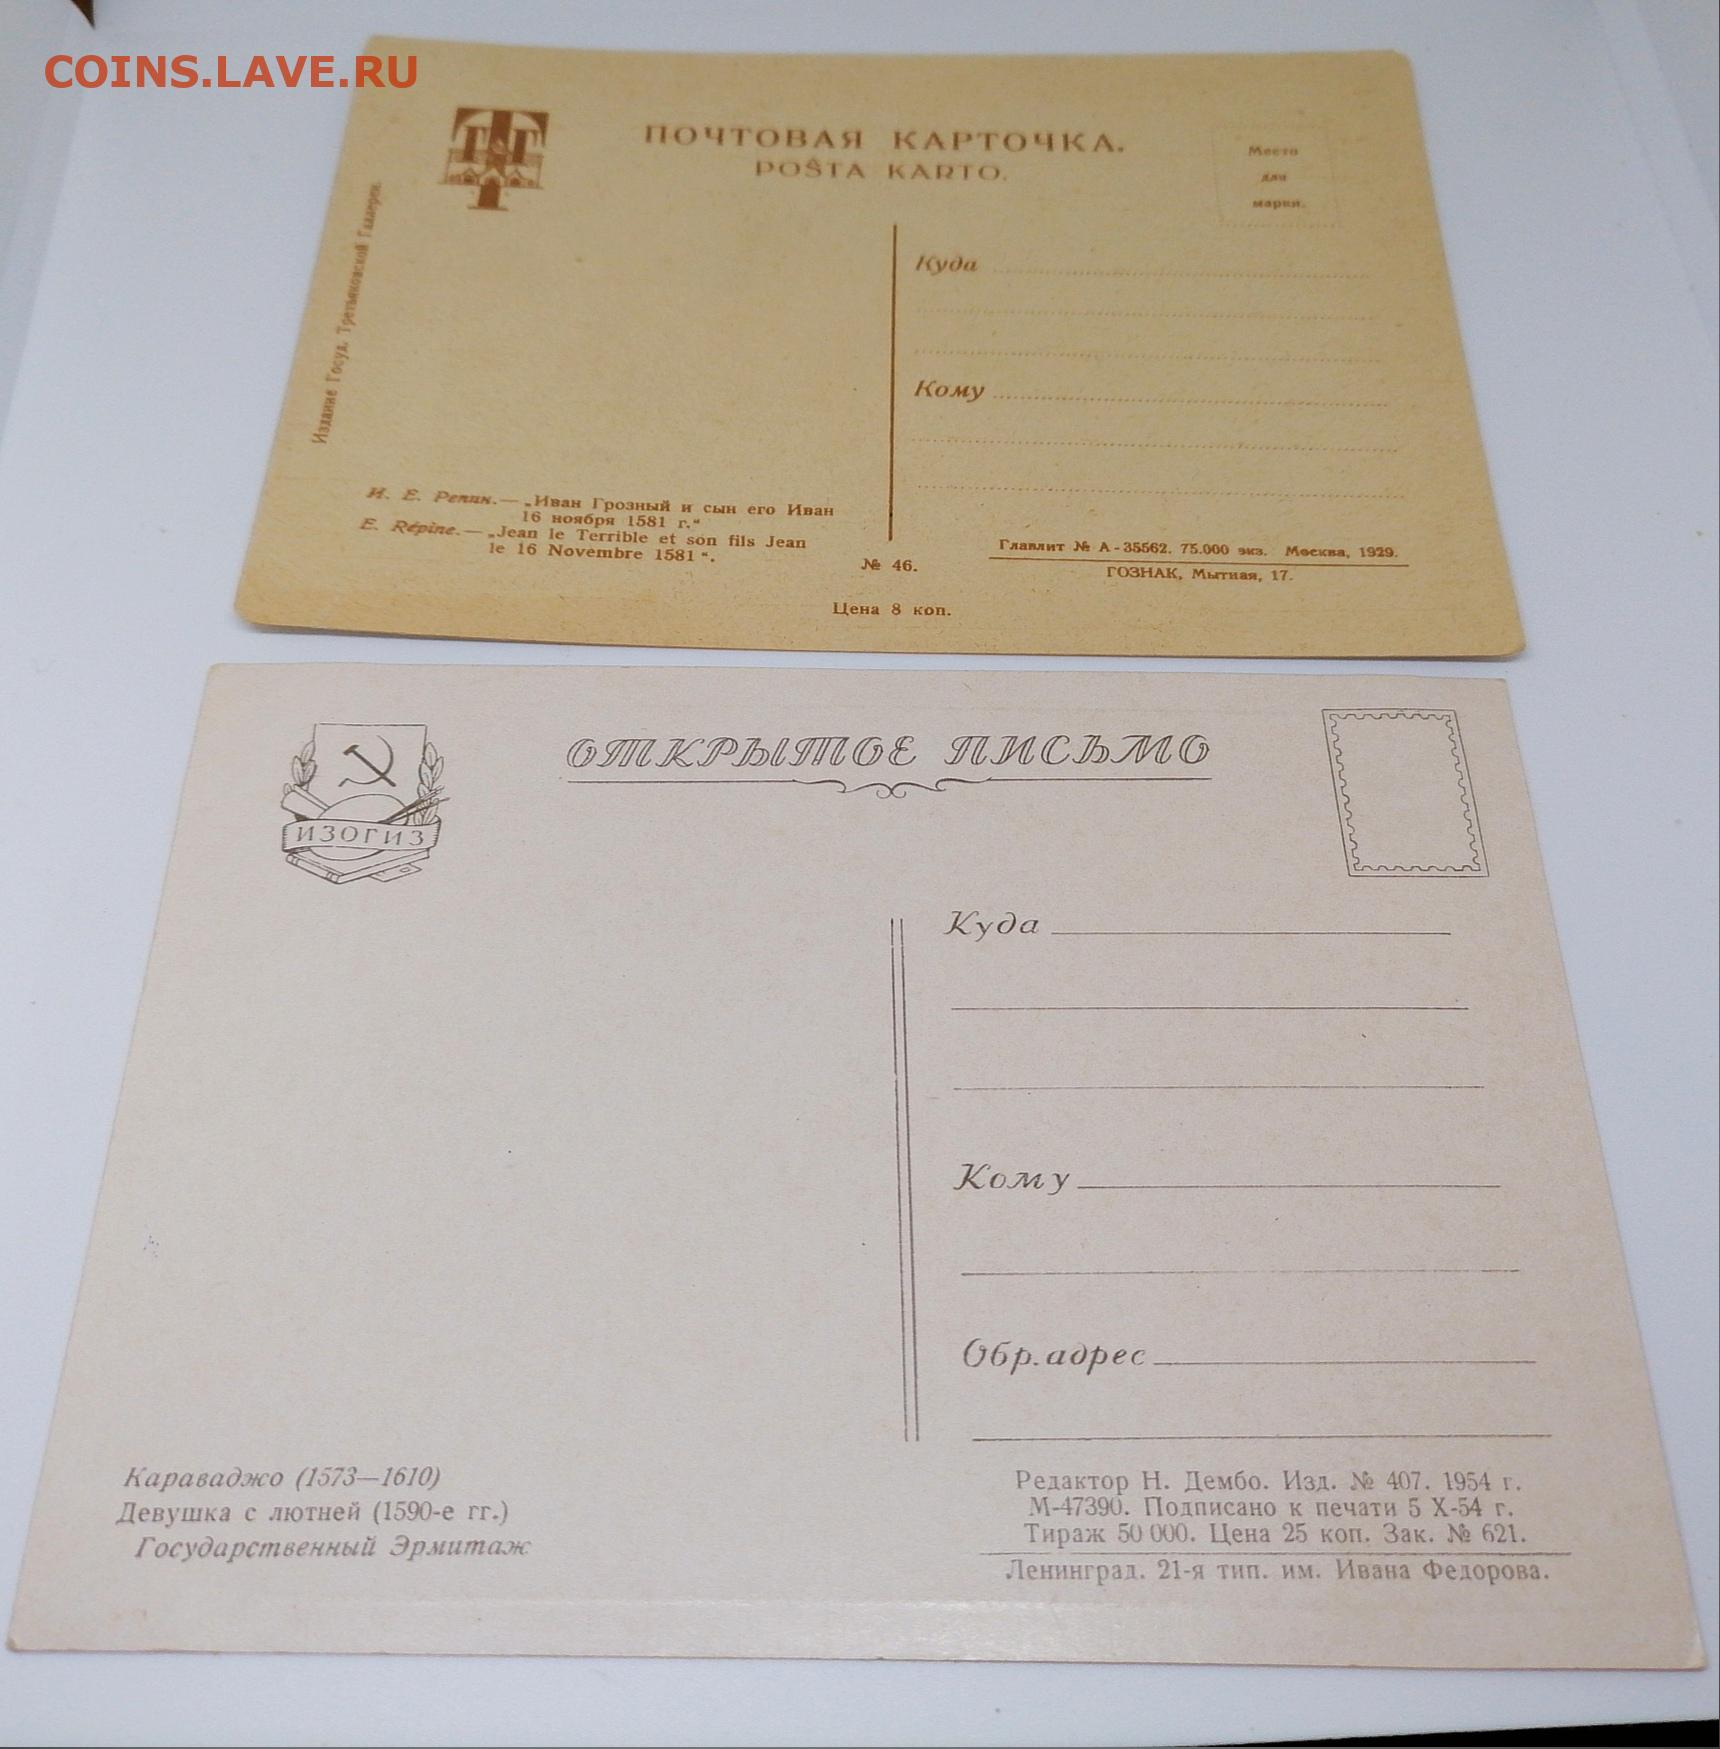 COINS.LAVE.RU
ГТГ
ПОЧТОВАЯ КАРТОЧКА.
POŜTA KARTO.
Место
для
марки.
Издание Госуд. Третьяковской Галлереи.
Куда
Кому
И. Е. Репин.— „Иван Грозный и сын его Иван
16 ноября 1581 г.“
E. Répine.— „Jean le Terrible et son fils Jean
le 16 Novembre 1581“.
№ 46.
Главлит № А-35562. 75.000 экз. Москва, 1929.
ГОЗНАК, Мытная, 17.
Цена 8 коп.
ИЗОГИЗ
ОТКРЫТОЕ ПИСЬМО
Куда
Кому
Обр. адрес
Караваджо (1573—1610)
Девушка с лютней (1590-е гг.)
Государственный Эрмитаж
Редактор Н. Дембо. Изд. № 407. 1954 г.
М-47390. Подписано к печати 5 X-54 г.
Тираж 50 000. Цена 25 коп. Зак. № 621.
Ленинград. 21-я тип. им. Ивана Федорова.